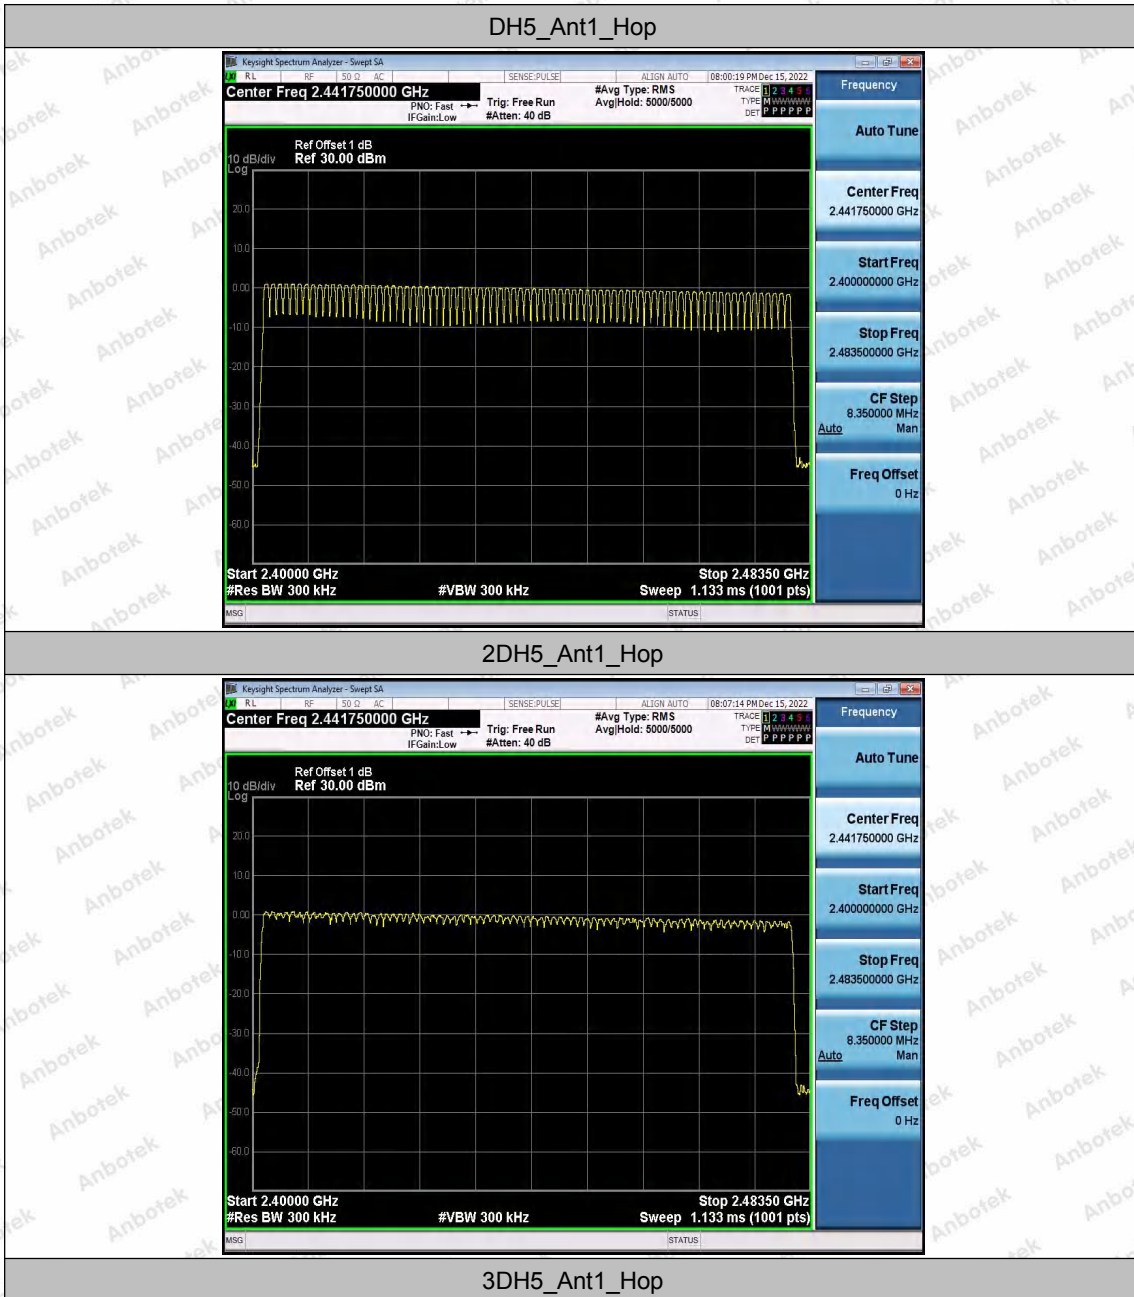 DH5_Ant1_Hop
Keysight Spectrum Analyzer - Swept SA
LXI RL RF 50 Ω AC SENSE:PULSE ALIGN AUTO 08:00:19 PM Dec 15, 2022
Center Freq 2.441750000 GHz
PNO: Fast
IFGain:Low
Trig: Free Run
#Atten: 40 dB
#Avg Type: RMS
Avg|Hold: 5000/5000
TRACE 1 2 3 4 5 6
TYPE M W W W W W
DET P P P P P P
Ref Offset 1 dB
10 dB/div Ref 30.00 dBm
Log
20.0
10.0
0.00
-10.0
-20.0
-30.0
-40.0
-50.0
-60.0
Start 2.40000 GHz Stop 2.48350 GHz
#Res BW 300 kHz #VBW 300 kHz Sweep 1.133 ms (1001 pts)
MSG STATUS
Frequency
Auto Tune
Center Freq
2.441750000 GHz
Start Freq
2.400000000 GHz
Stop Freq
2.483500000 GHz
CF Step
8.350000 MHz
Auto Man
Freq Offset
0 Hz
2DH5_Ant1_Hop
Keysight Spectrum Analyzer - Swept SA
LXI RL RF 50 Ω AC SENSE:PULSE ALIGN AUTO 08:07:14 PM Dec 15, 2022
Center Freq 2.441750000 GHz
PNO: Fast
IFGain:Low
Trig: Free Run
#Atten: 40 dB
#Avg Type: RMS
Avg|Hold: 5000/5000
TRACE 1 2 3 4 5 6
TYPE M W W W W W
DET P P P P P P
Ref Offset 1 dB
10 dB/div Ref 30.00 dBm
Log
20.0
10.0
0.00
-10.0
-20.0
-30.0
-40.0
-50.0
-60.0
Start 2.40000 GHz Stop 2.48350 GHz
#Res BW 300 kHz #VBW 300 kHz Sweep 1.133 ms (1001 pts)
MSG STATUS
Frequency
Auto Tune
Center Freq
2.441750000 GHz
Start Freq
2.400000000 GHz
Stop Freq
2.483500000 GHz
CF Step
8.350000 MHz
Auto Man
Freq Offset
0 Hz
3DH5_Ant1_Hop